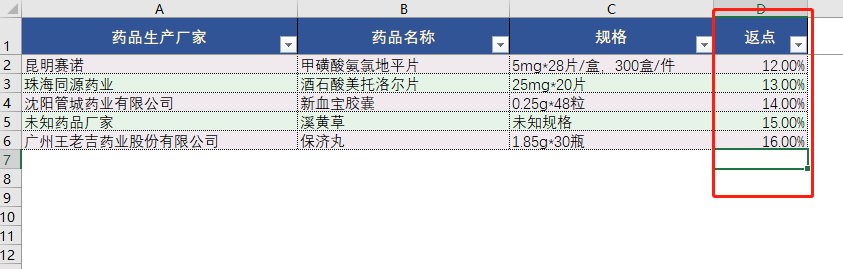 A B C D
1 药品生产厂家 药品名称 规格 返点
2 昆明赛诺 甲磺酸氨氯地平片 5mg*28片/盒，300盒/件 12.00%
3 珠海同源药业 酒石酸美托洛尔片 25mg*20片 13.00%
4 沈阳管城药业有限公司 新血宝胶囊 0.25g*48粒 14.00%
5 未知药品厂家 溪黄草 未知规格 15.00%
6 广州王老吉药业股份有限公司 保济丸 1.85g*30瓶 16.00%
7
8
9
10
11
12